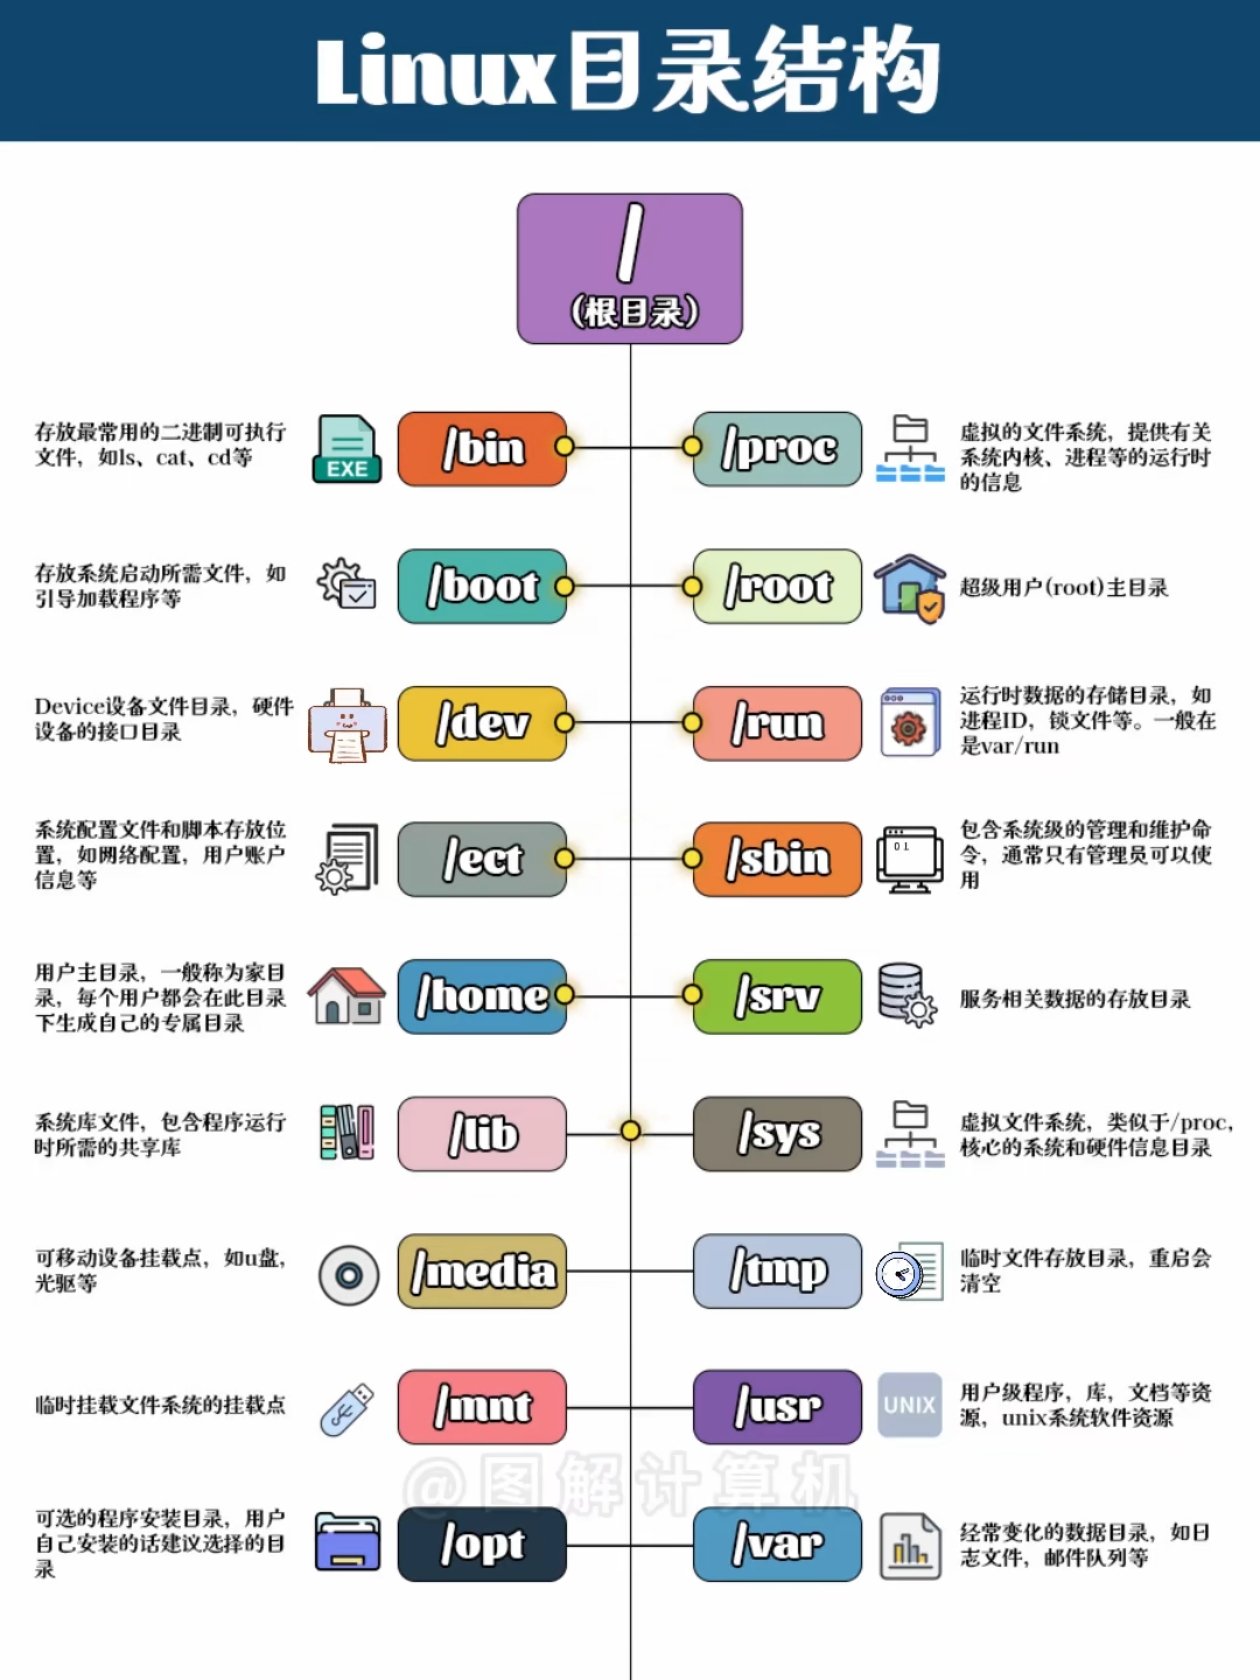 Linux目录结构
/
(根目录)
存放最常用的二进制可执行
文件，如ls、cat、cd等
EXE
/bin
/proc
虚拟的文件系统，提供有关
系统内核、进程等的运行时
的信息
存放系统启动所需文件，如
引导加载程序等
/boot
/root
超级用户(root)主目录
Device设备文件目录，硬件
设备的接口目录
/dev
/run
运行时数据的存储目录，如
进程ID，锁文件等。一般在
是var/run
系统配置文件和脚本存放位
置，如网络配置，用户账户
信息等
/ect
/sbin
01
包含系统级的管理和维护命
令，通常只有管理员可以使
用
用户主目录，一般称为家目
录，每个用户都会在此目录
下生成自己的专属目录
/home
/srv
服务相关数据的存放目录
系统库文件，包含程序运行
时所需的共享库
/lib
/sys
虚拟文件系统，类似于/proc，
核心的系统和硬件信息目录
可移动设备挂载点，如u盘，
光驱等
/media
/tmp
临时文件存放目录，重启会
清空
临时挂载文件系统的挂载点
/mnt
/usr
UNIX
用户级程序，库，文档等资
源，unix系统软件资源
@图解计算机
可选的程序安装目录，用户
自己安装的话建议选择的目
录
/opt
/var
经常变化的数据目录，如日
志文件，邮件队列等